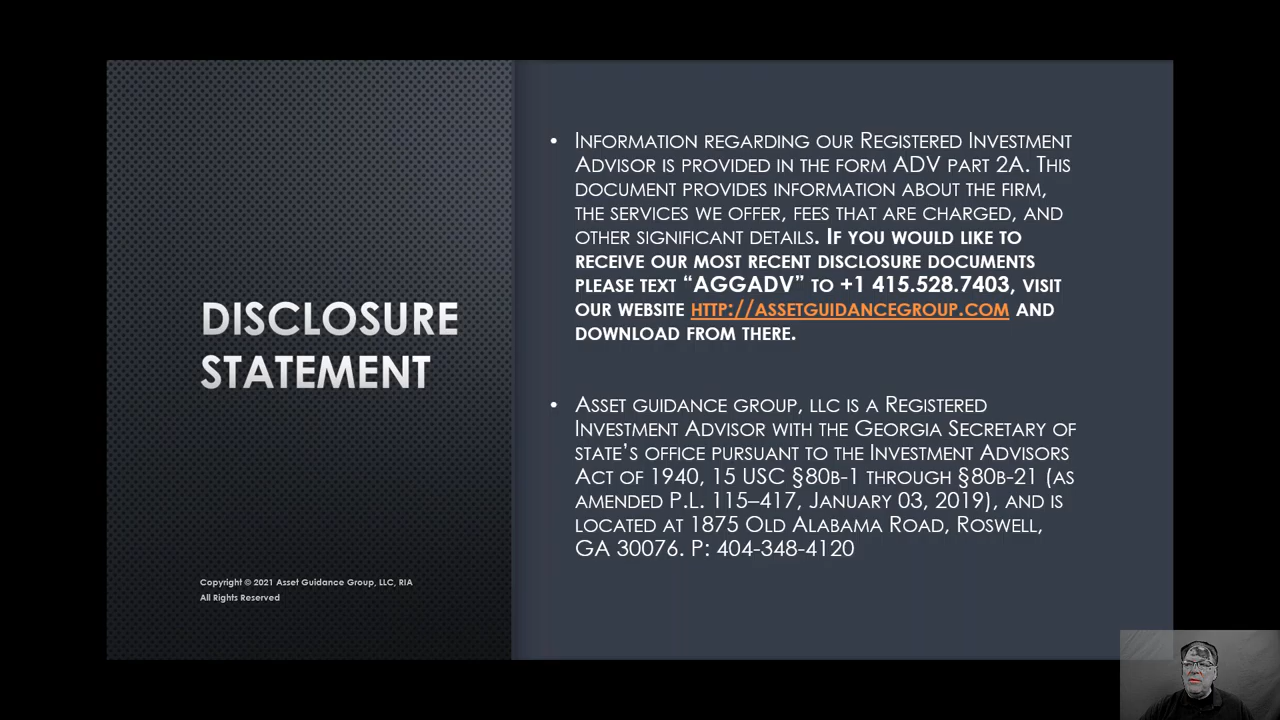 DISCLOSURE
STATEMENT
Copyright © 2021 Asset Guidance Group, LLC, RIA
All Rights Reserved
• Information regarding our Registered Investment
Advisor is provided in the form ADV part 2A. This
document provides information about the firm,
the services we offer, fees that are charged, and
other significant details. If you would like to
receive our most recent disclosure documents
please text “AGGADV” to +1 415.528.7403, visit
our website http://assetguidancegroup.com and
download from there.
• Asset guidance group, llc is a Registered
Investment Advisor with the Georgia Secretary of
state’s office pursuant to the Investment Advisors
Act of 1940, 15 USC §80b-1 through §80b-21 (as
amended P.L. 115–417, January 03, 2019), and is
located at 1875 Old Alabama Road, Roswell,
GA 30076. P: 404-348-4120